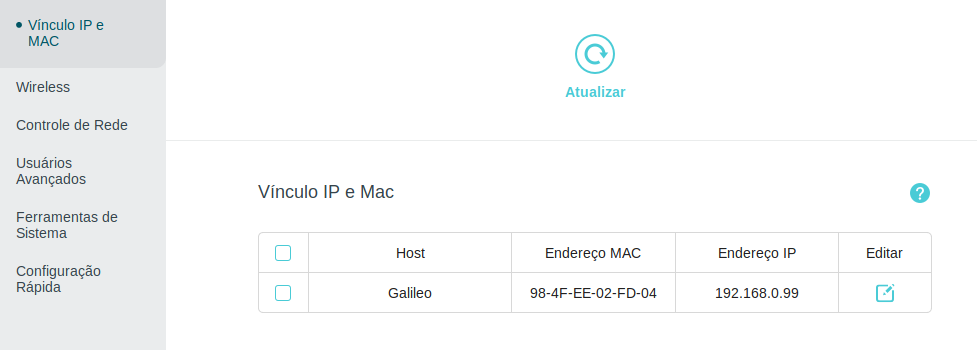 Vínculo IP e
MAC
Wireless
Controle de Rede
Usuários
Avançados
Ferramentas de
Sistema
Configuração
Rápida
Atualizar
Vínculo IP e Mac
?
Host Endereço MAC Endereço IP Editar
Galileo 98-4F-EE-02-FD-04 192.168.0.99